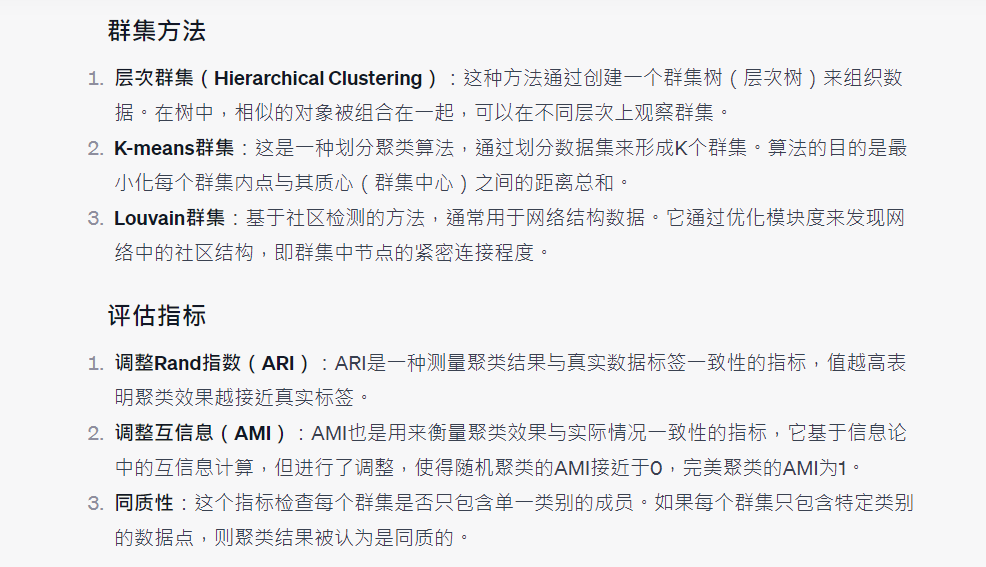 群集方法
1. 层次群集（Hierarchical Clustering）：这种方法通过创建一个群集树（层次树）来组织数
据。在树中，相似的对象被组合在一起，可以在不同层次上观察群集。
2. K-means群集：这是一种划分聚类算法，通过划分数据集来形成K个群集。算法的目的是最
小化每个群集内点与其质心（群集中心）之间的距离总和。
3. Louvain群集：基于社区检测的方法，通常用于网络结构数据。它通过优化模块度来发现网
络中的社区结构，即群集中节点的紧密连接程度。
评估指标
1. 调整Rand指数（ARI）：ARI是一种测量聚类结果与真实数据标签一致性的指标，值越高表
明聚类效果越接近真实标签。
2. 调整互信息（AMI）：AMI也是用来衡量聚类效果与实际情况一致性的指标，它基于信息论
中的互信息计算，但进行了调整，使得随机聚类的AMI接近于0，完美聚类的AMI为1。
3. 同质性：这个指标检查每个群集是否只包含单一类别的成员。如果每个群集只包含特定类别
的数据点，则聚类结果被认为是同质的。